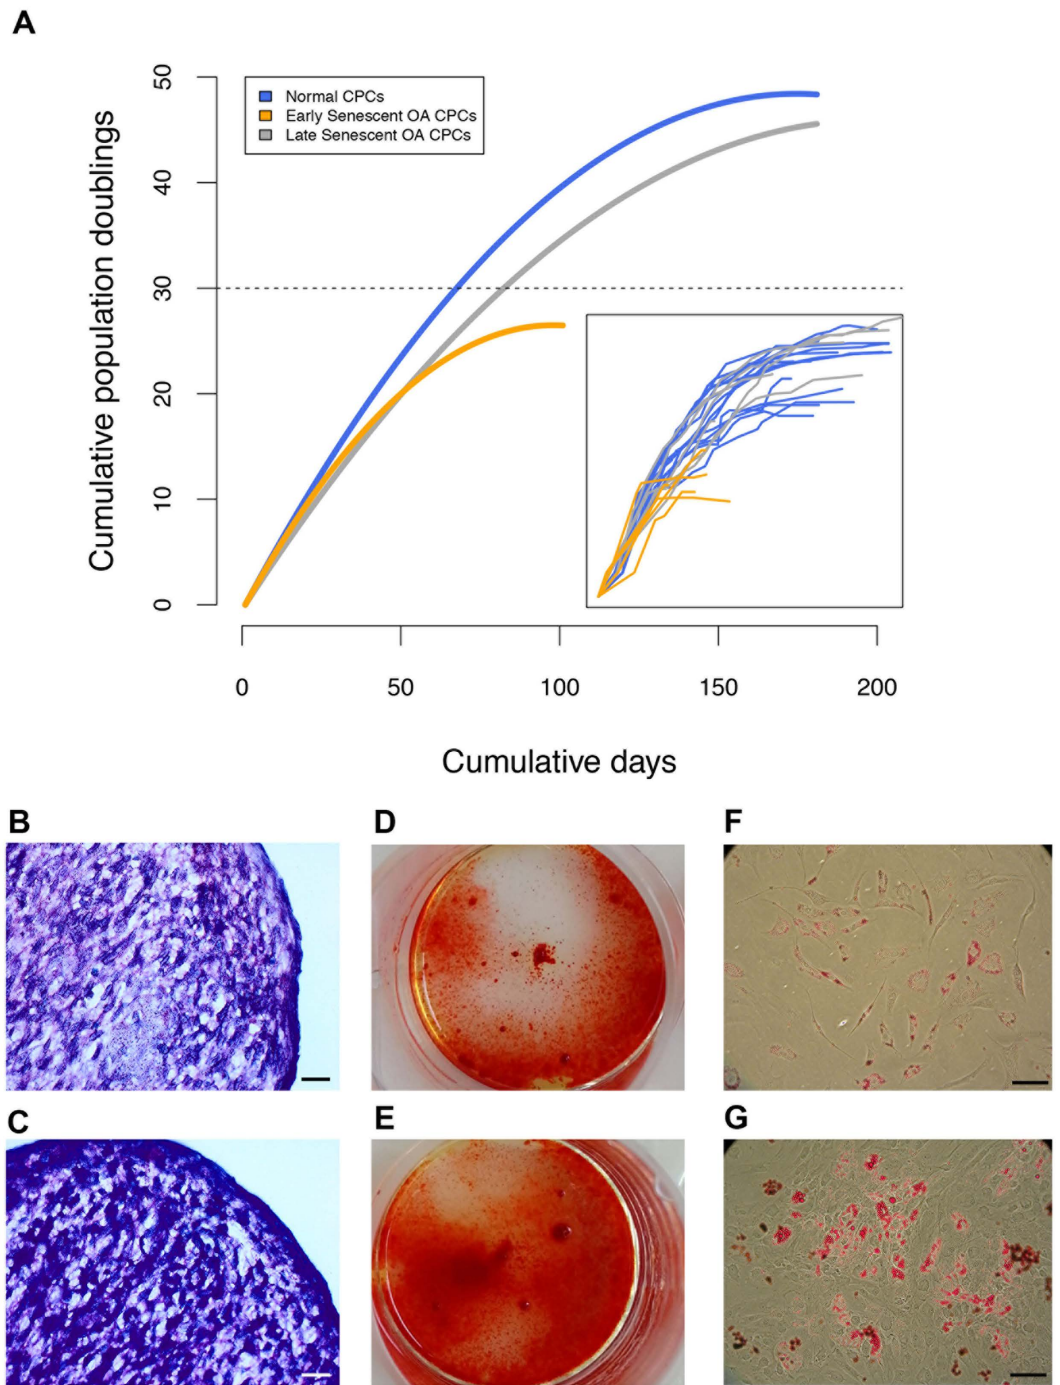 A
Cumulative population doublings
50
40
30
20
10
0
Normal CPCs
Early Senescent OA CPCs
Late Senescent OA CPCs
0 50 100 150 200
Cumulative days
B D F
C E G